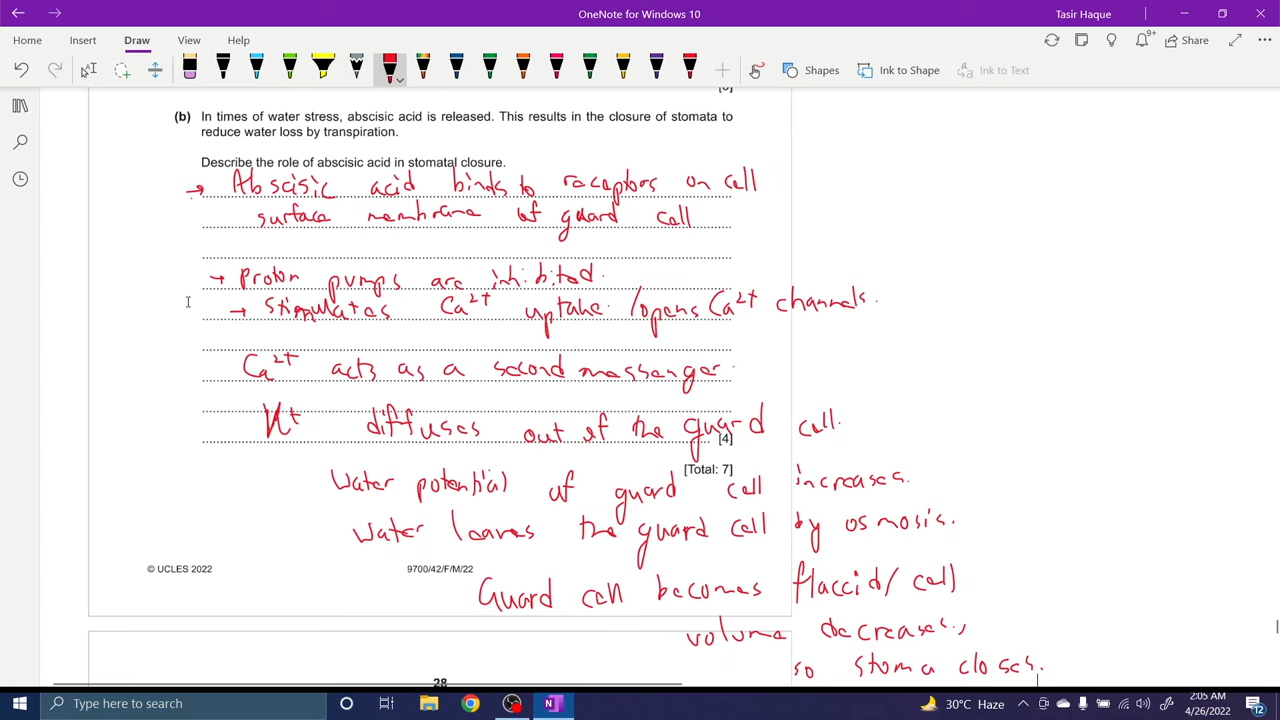 OneNote for Windows 10
Tasir Haque
Home Insert Draw View Help
9+ Share
Shapes Ink to Shape Ink to Text
(b) In times of water stress, abscisic acid is released. This results in the closure of stomata to
reduce water loss by transpiration.
Describe the role of abscisic acid in stomatal closure.
→ Abscisic acid binds to receptors on cell
surface membrane of guard cell
→ Proton pumps are inhibited.
→ Stimulates Ca2+ uptake. /opens Ca2+ channels.
Ca2+ acts as a second messenger.
K+ diffuses out of the guard cell.
[4]
[Total: 7]
Water potential of guard cell increases.
Water leaves the guard cell by osmosis.
Guard cell becomes flaccid/ cell
volume decreases,
so stoma closes.
© UCLES 2022
9700/42/F/M/22
28
Type here to search
30°C Haze
2:05 AM
4/26/2022
12